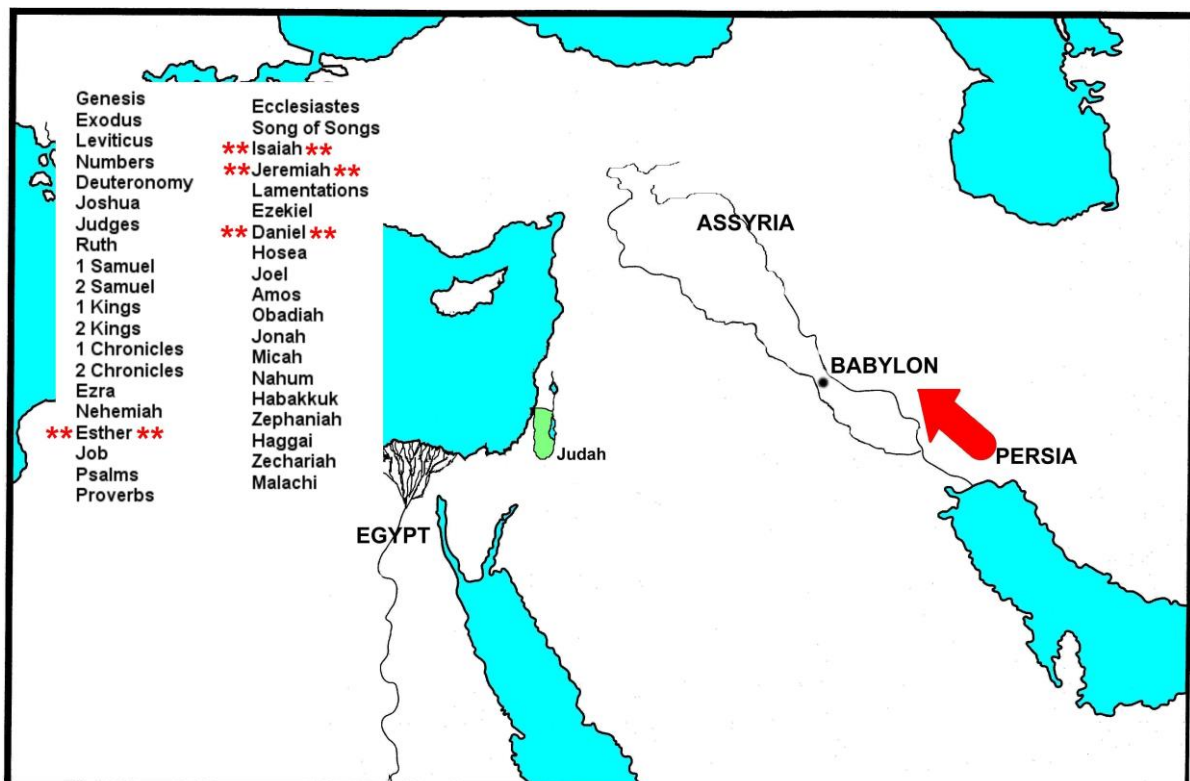 Genesis
Exodus
Leviticus
Numbers
Deuteronomy
Joshua
Judges
Ruth
1 Samuel
2 Samuel
1 Kings
2 Kings
1 Chronicles
2 Chronicles
Ezra
Nehemiah
** Esther **
Job
Psalms
Proverbs
Ecclesiastes
Song of Songs
** Isaiah **
** Jeremiah **
Lamentations
Ezekiel
** Daniel **
Hosea
Joel
Amos
Obadiah
Jonah
Micah
Nahum
Habakkuk
Zephaniah
Haggai
Zechariah
Malachi
ASSYRIA
BABYLON
PERSIA
Judah
EGYPT